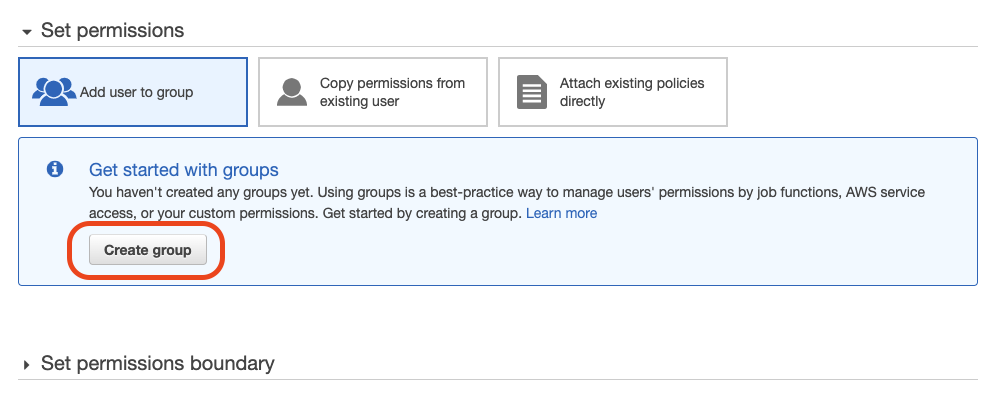 Set permissions
Add user to group
Copy permissions from
existing user
Attach existing policies
directly
Get started with groups
You haven't created any groups yet. Using groups is a best-practice way to manage users' permissions by job functions, AWS service
access, or your custom permissions. Get started by creating a group. Learn more
Create group
Set permissions boundary